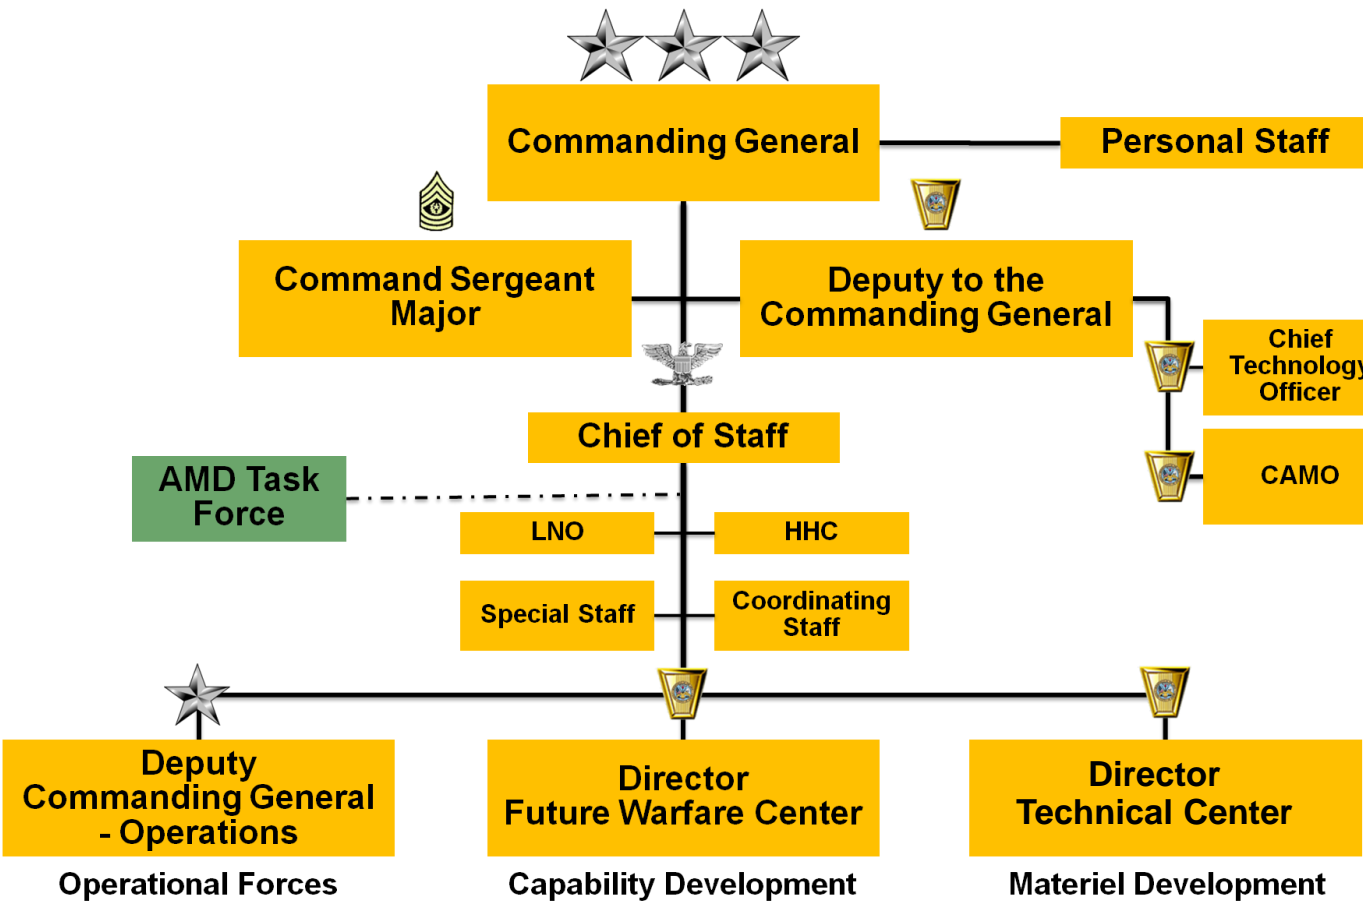 Commanding General
Personal Staff
Command Sergeant
Major
Deputy to the
Commanding General
Chief
Technology
Officer
Chief of Staff
CAMO
AMD Task
Force
LNO
HHC
Special Staff
Coordinating
Staff
Deputy
Commanding General
- Operations
Director
Future Warfare Center
Director
Technical Center
Operational Forces
Capability Development
Materiel Development